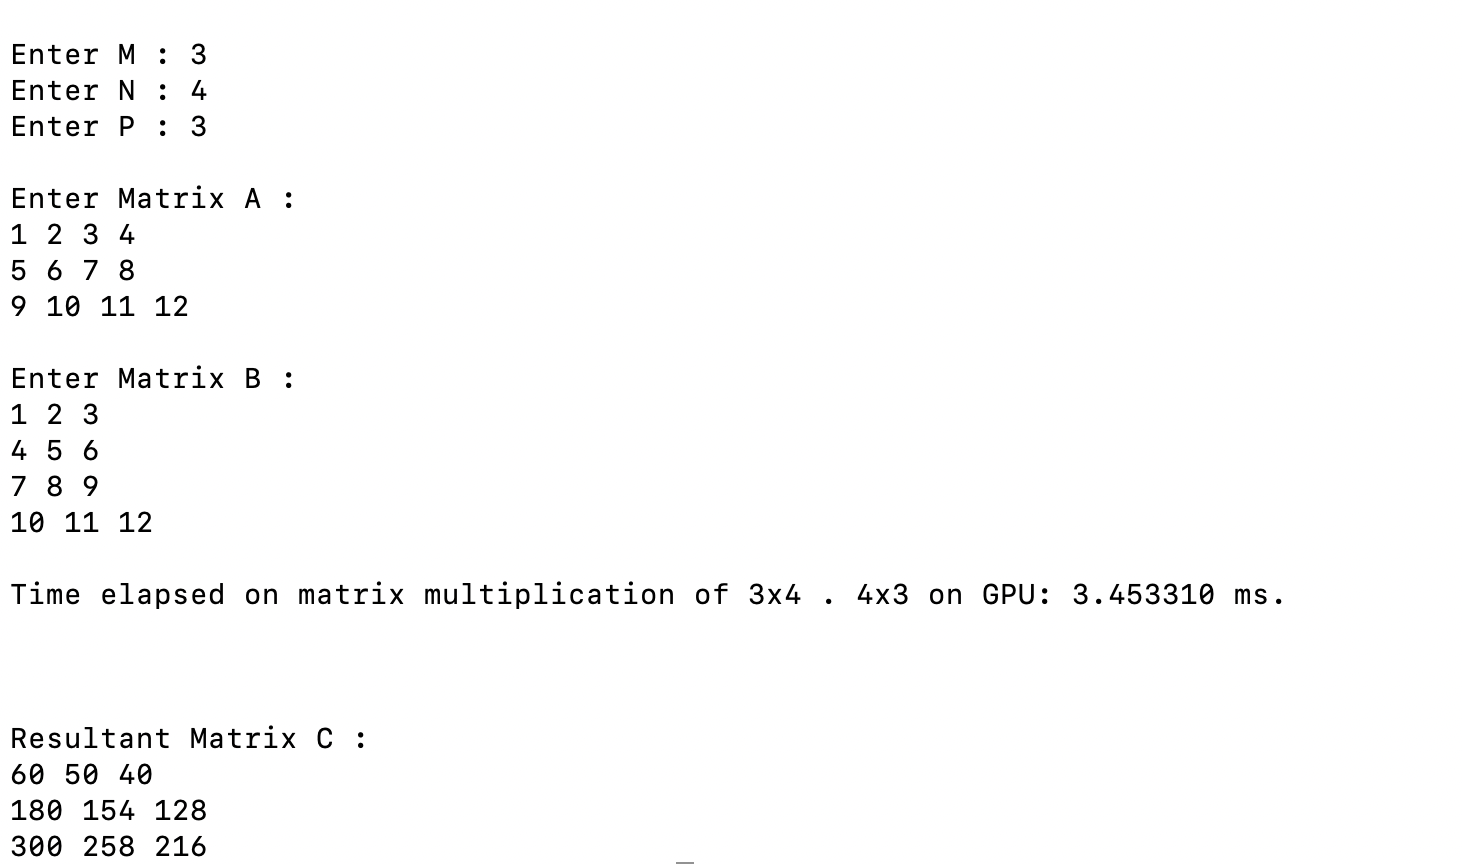 Enter M : 3
Enter N : 4
Enter P : 3
Enter Matrix A :
1 2 3 4
5 6 7 8
9 10 11 12
Enter Matrix B :
1 2 3
4 5 6
7 8 9
10 11 12
Time elapsed on matrix multiplication of 3x4 . 4x3 on GPU: 3.453310 ms.
Resultant Matrix C :
60 50 40
180 154 128
300 258 216